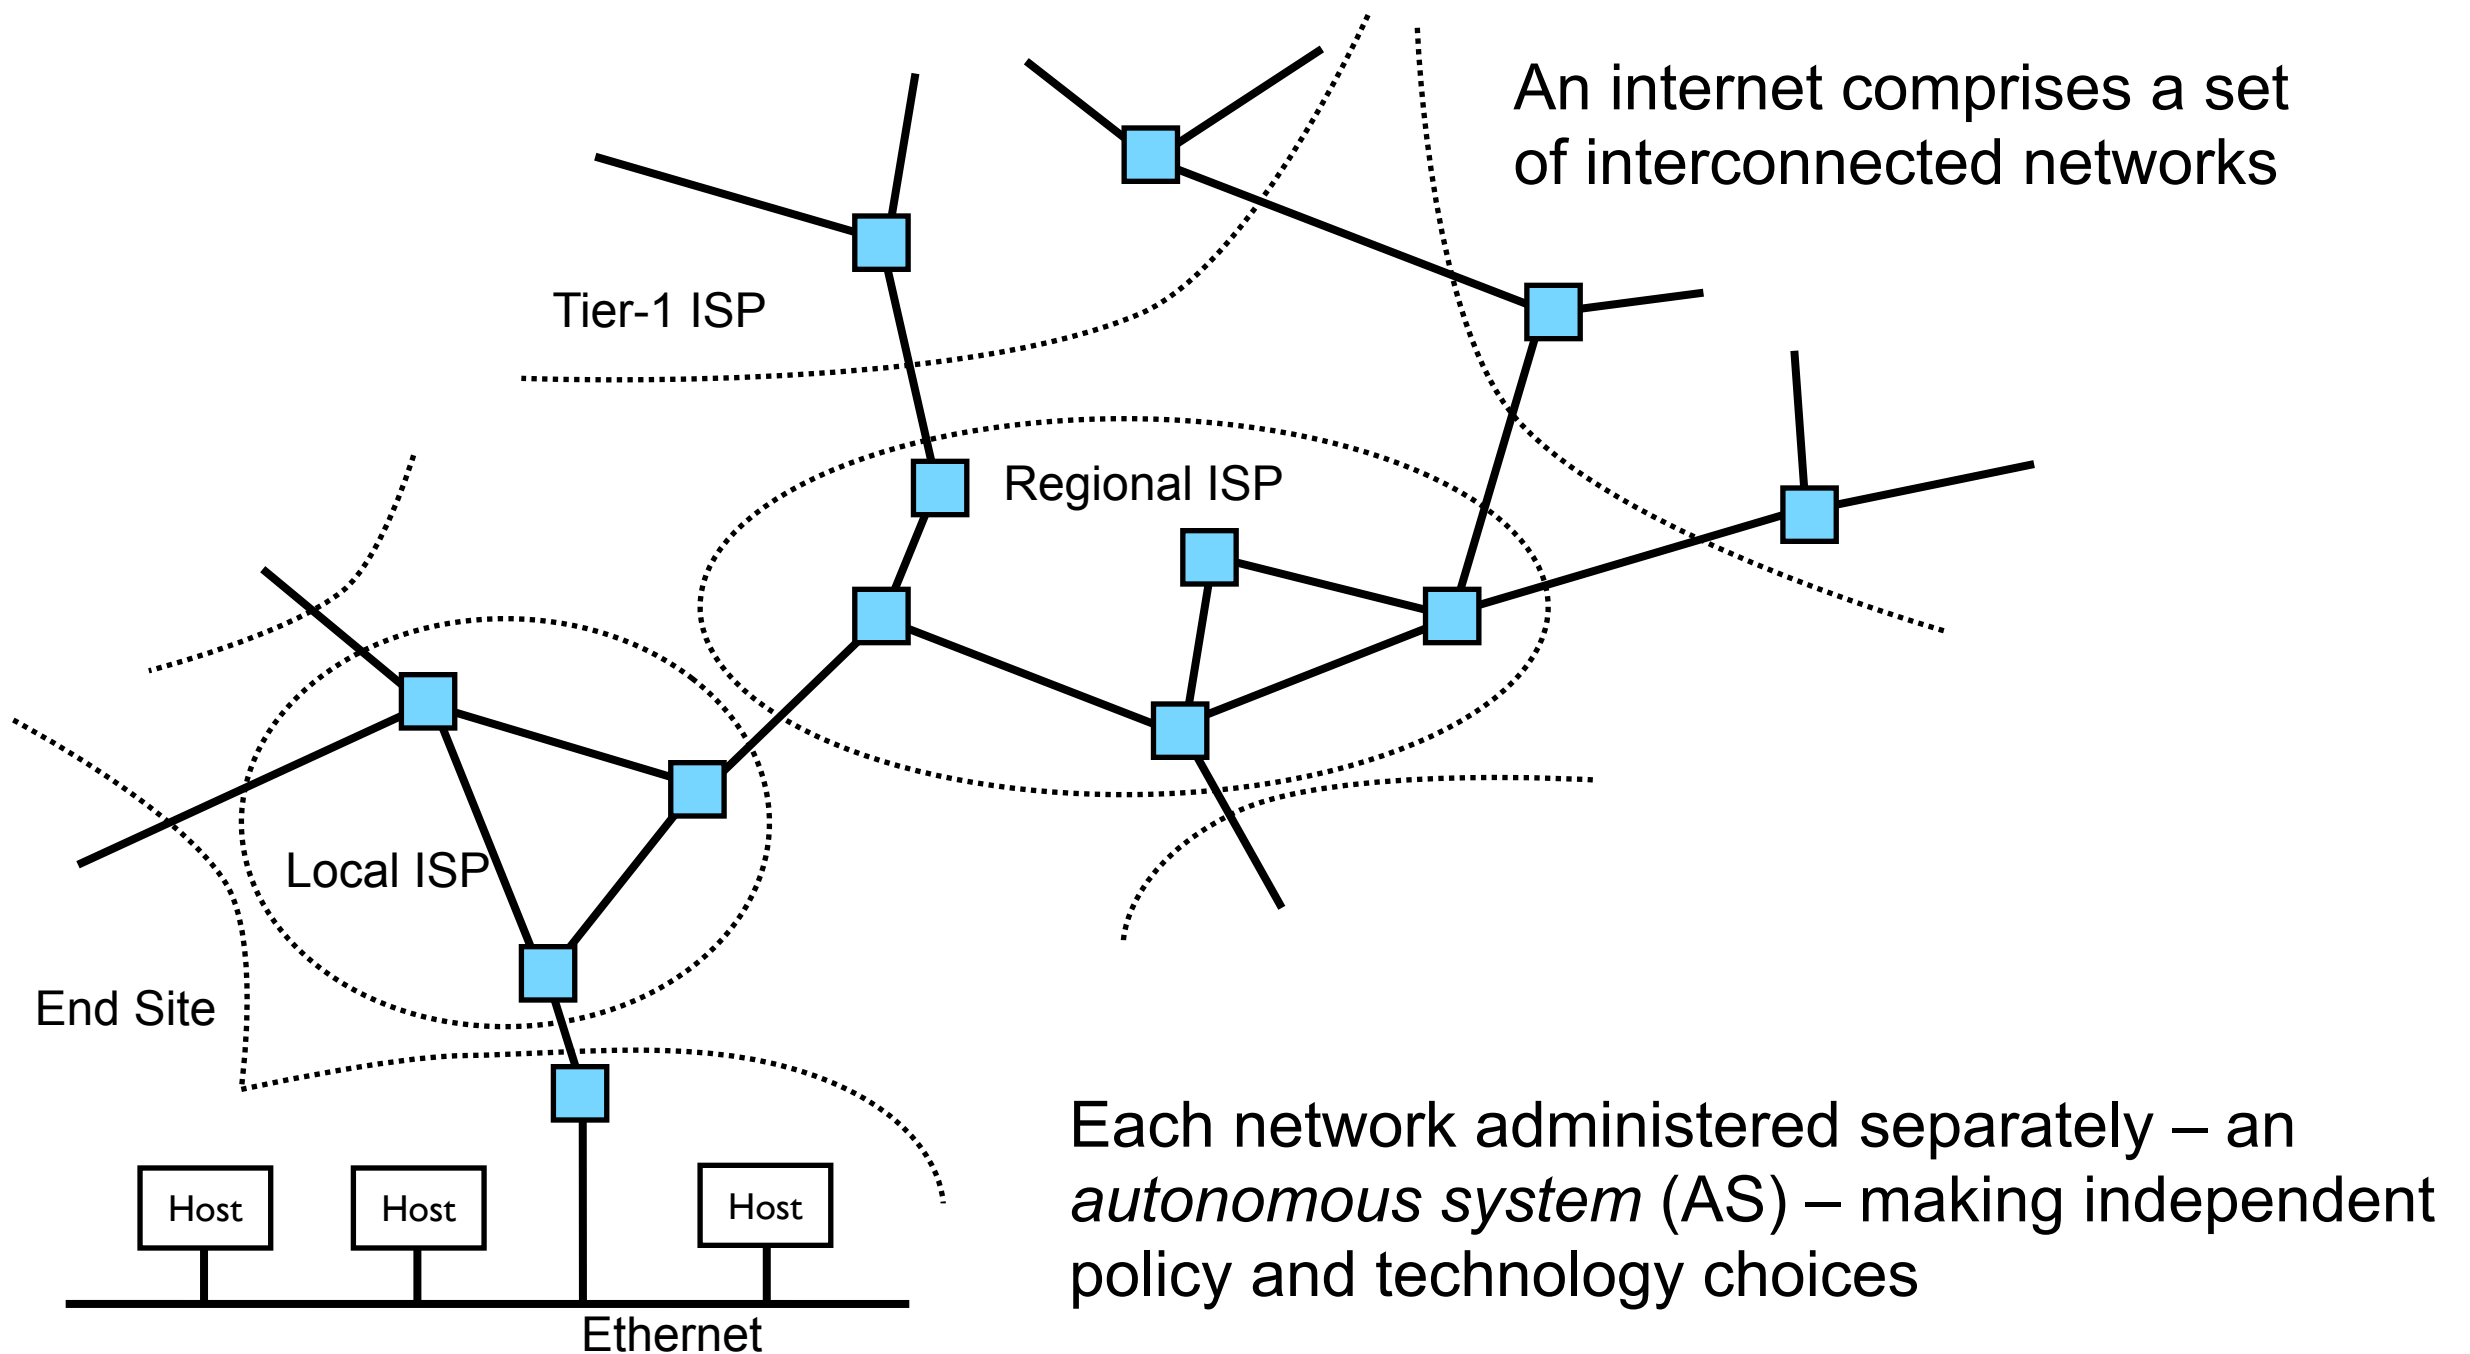 An internet comprises a set
of interconnected networks
Tier-1 ISP
Regional ISP
Local ISP
End Site
Each network administered separately – an
autonomous system (AS) – making independent
policy and technology choices
Host
Host
Host
Ethernet